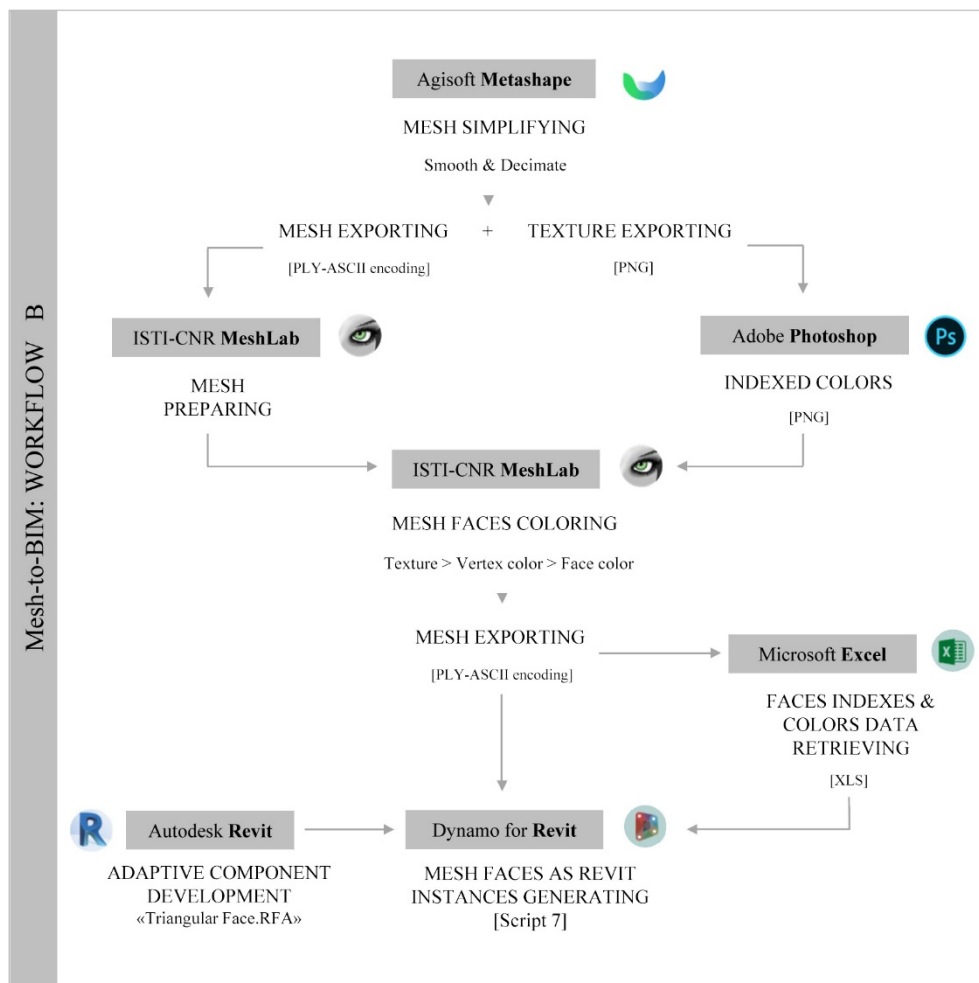 Mesh-to-BIM: WORKFLOW B
Agisoft Metashape
MESH SIMPLIFYING
Smooth & Decimate
MESH EXPORTING + TEXTURE EXPORTING
[PLY-ASCII encoding]
[PNG]
ISTI-CNR MeshLab
Adobe Photoshop
Ps
MESH
PREPARING
INDEXED COLORS
[PNG]
ISTI-CNR MeshLab
MESH FACES COLORING
Texture > Vertex color > Face color
MESH EXPORTING
[PLY-ASCII encoding]
Microsoft Excel
X
FACES INDEXES &
COLORS DATA
RETRIEVING
[XLS]
R
Autodesk Revit
Dynamo for Revit
ADAPTIVE COMPONENT
DEVELOPMENT
«Triangular Face.RFA»
MESH FACES AS REVIT
INSTANCES GENERATING
[Script 7]